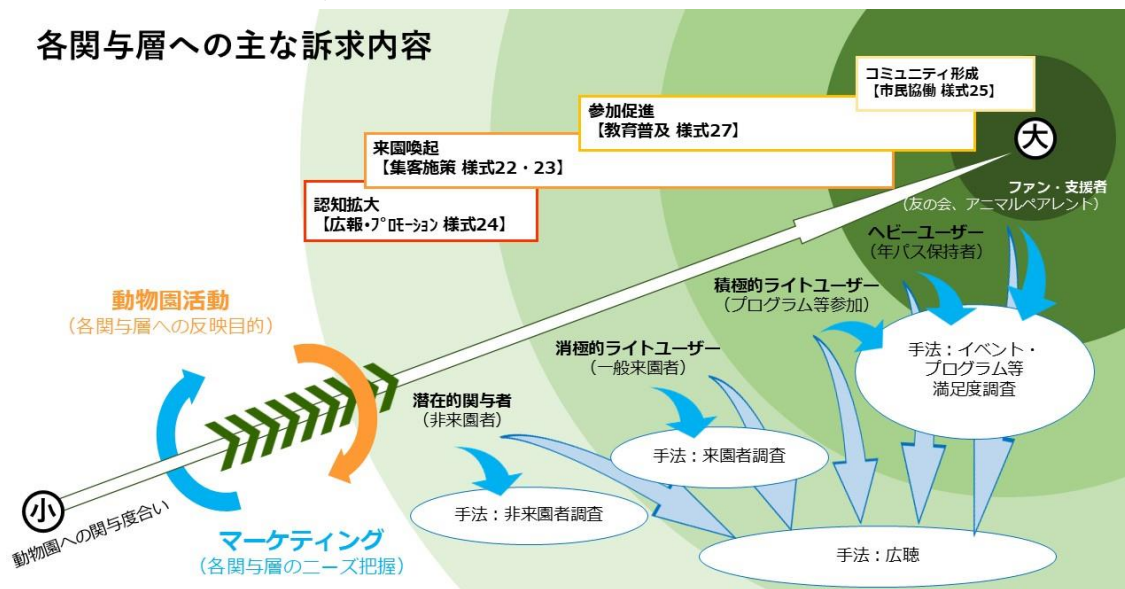 各関与層への主な訴求内容
コミュニティ形成
【市民協働 様式25】
参加促進
【教育普及 様式27】
来園喚起
【集客施策 様式22・23】
認知拡大
【広報・ﾌﾟﾛﾓｰｼｮﾝ 様式24】
大
ファン・支援者
(友の会、アニマルペアレント)
ヘビーユーザー
(年パス保持者)
積極的ライトユーザー
(プログラム等参加)
消極的ライトユーザー
(一般来園者)
潜在的関与者
(非来園者)
動物園活動
(各関与層への反映目的)
小
動物園への関与度合い
マーケティング
(各関与層のニーズ把握)
手法：イベント・
プログラム等
満足度調査
手法：来園者調査
手法：非来園者調査
手法：広聴